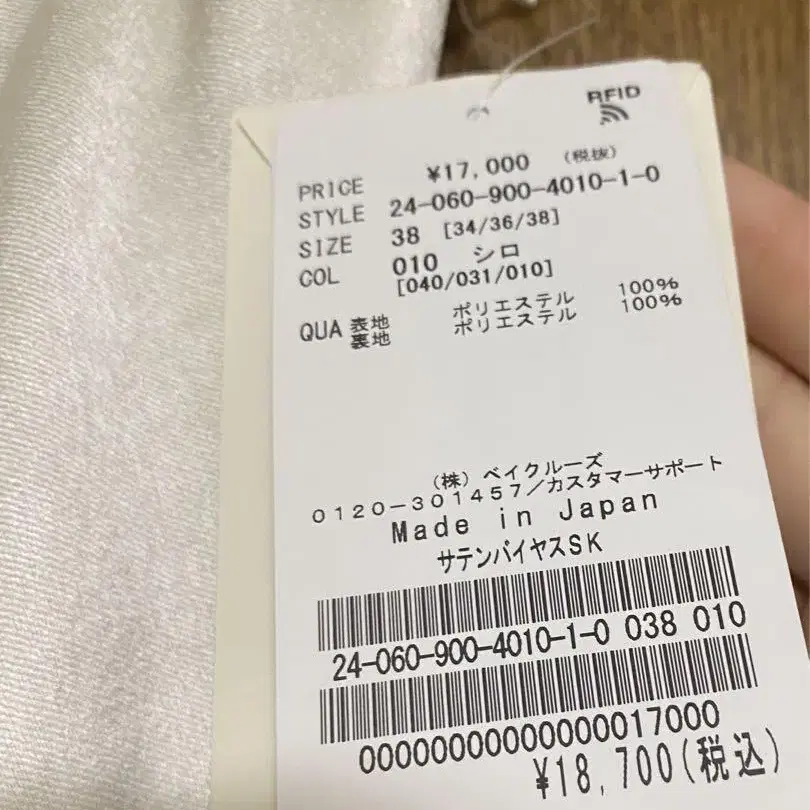 RFID
PRICE ¥17,000 (税抜)
STYLE 24-060-900-4010-1-0
SIZE 38 [34/36/38]
COL 010 シロ
[040/031/010]
QUA 表地 ポリエステル 100%
裏地 ポリエステル 100%
(株) ベイクルーズ
0120-301457/カスタマーサポート
Made in Japan
サテンバイヤスSK
24-060-900-4010-1-0 038 010
00000000000000017000
¥18,700(税込)